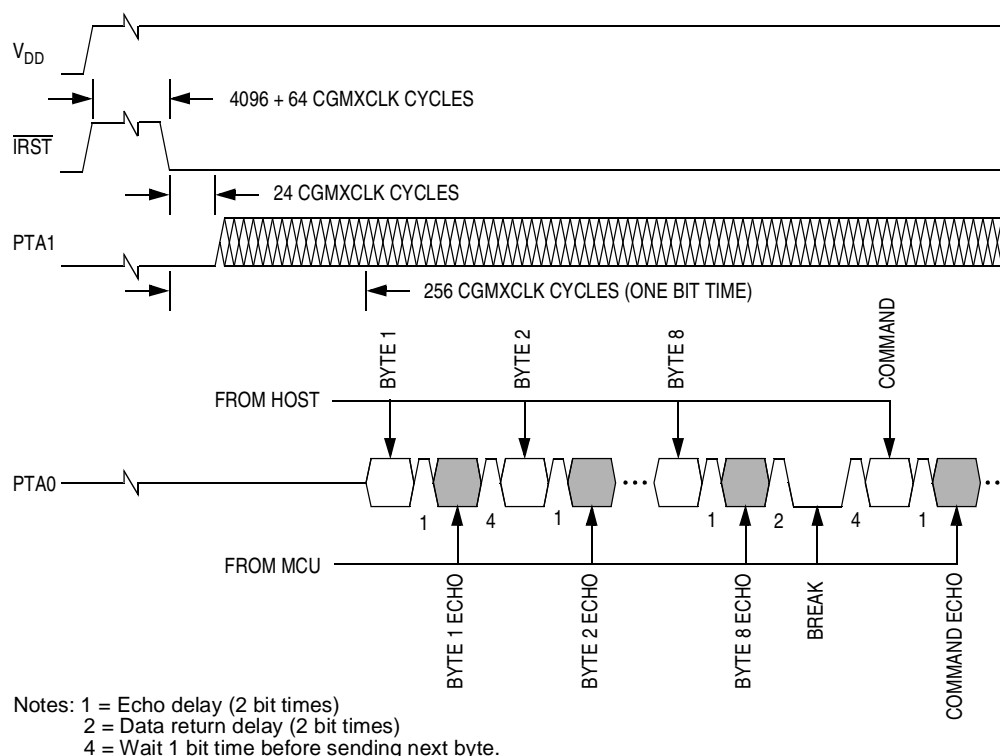 VDD
4096 + 64 CGMXCLK CYCLES
IRST
24 CGMXCLK CYCLES
PTA1
256 CGMXCLK CYCLES (ONE BIT TIME)
BYTE 1
BYTE 2
BYTE 8
COMMAND
FROM HOST
PTA0
1
4
1
1
2
4
1
FROM MCU
BYTE 1 ECHO
BYTE 2 ECHO
BYTE 8 ECHO
BREAK
COMMAND ECHO
Notes: 1 = Echo delay (2 bit times)
2 = Data return delay (2 bit times)
4 = Wait 1 bit time before sending next byte.